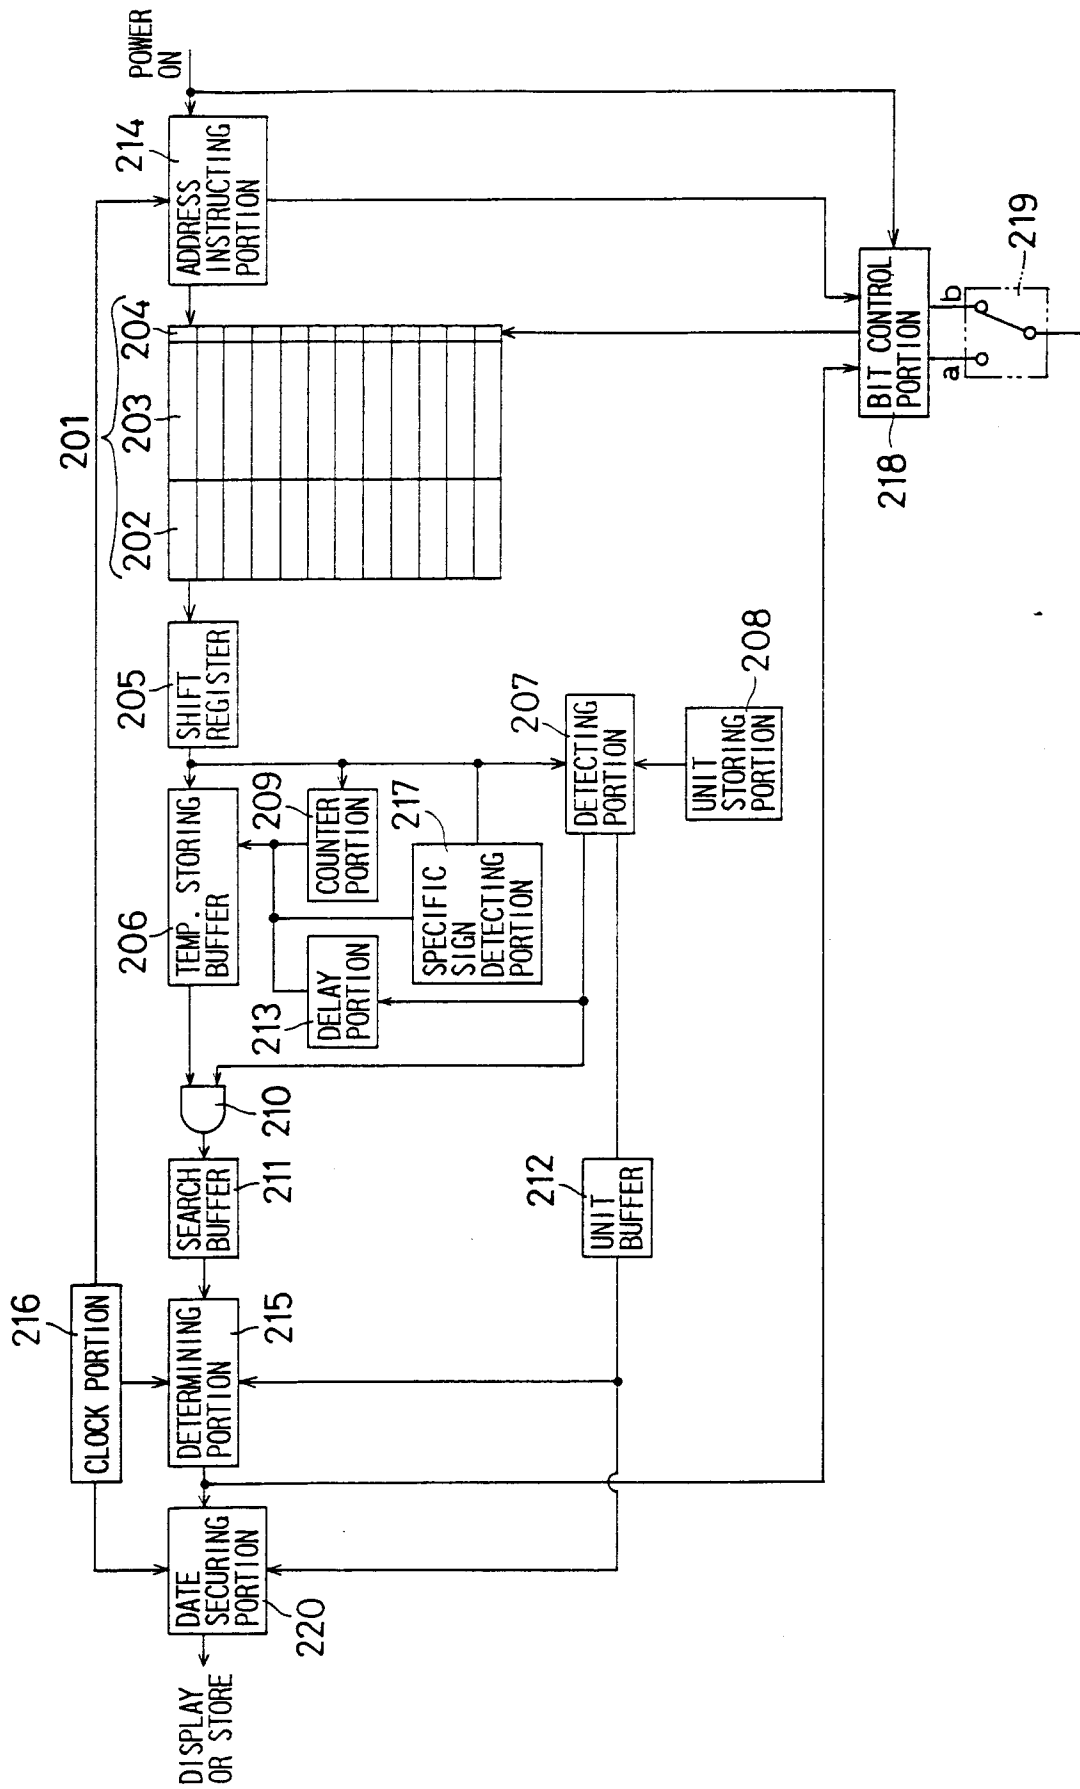 POWER
ON
214
ADDRESS
INSTRUCTING
PORTION
201
204
203
202
205
SHIFT
REGISTER
206
TEMP. STORING
BUFFER
209
COUNTER
PORTION
217
SPECIFIC
SIGN
DETECTING
PORTION
213
DELAY
PORTION
207
DETECTING
PORTION
208
UNIT
STORING
PORTION
210
211
SEARCH
BUFFER
212
UNIT
BUFFER
216
CLOCK PORTION
215
DETERMINING
PORTION
DATE
SECURING
PORTION
220
DISPLAY
OR STORE
BIT CONTROL
PORTION
218
a
b
219